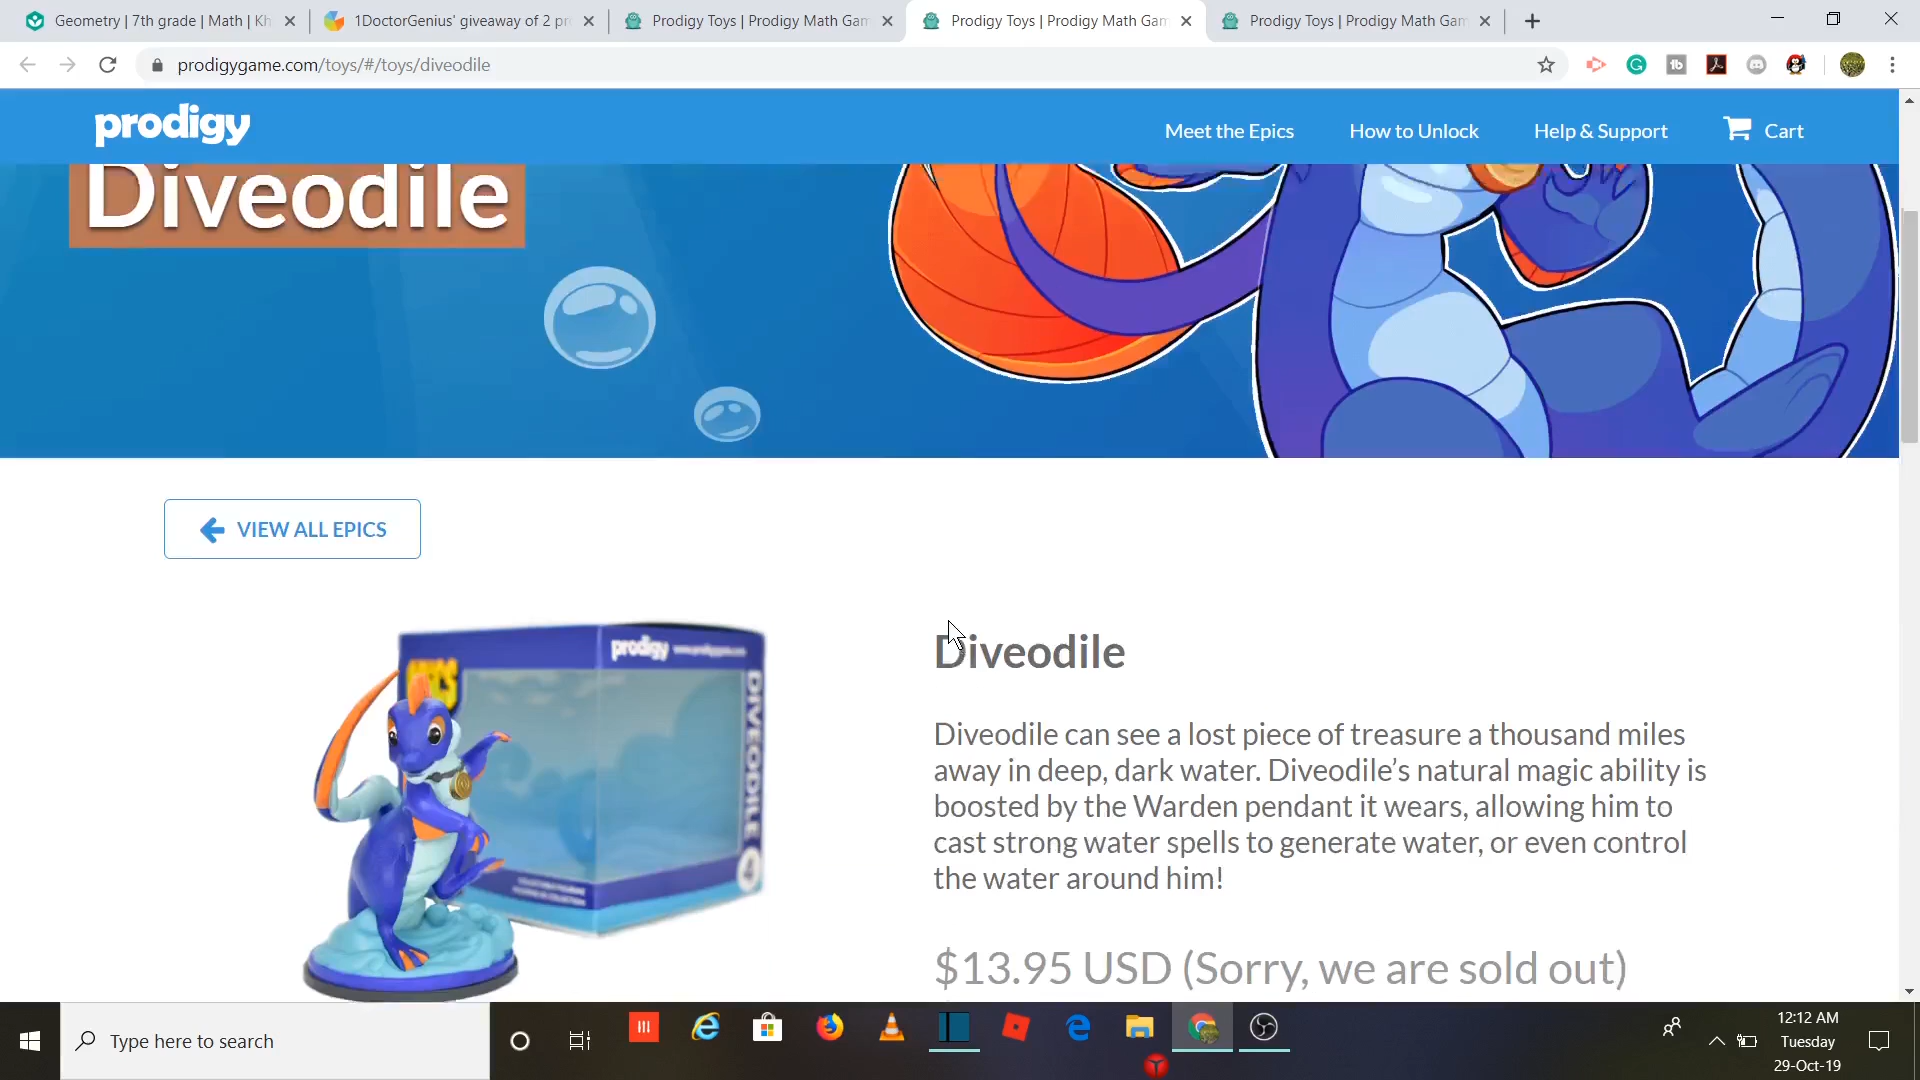 Geometry | 7th grade | Math | Kh
1DoctorGenius' giveaway of 2 pr
Prodigy Toys | Prodigy Math Gam
Prodigy Toys | Prodigy Math Gam
Prodigy Toys | Prodigy Math Gam
prodigygame.com/toys/#/toys/diveodile
prodigy
Meet the Epics
How to Unlock
Help & Support
Cart
Diveodile
VIEW ALL EPICS
prodigy www.prodigygame.com
EPICS
DIVEODILE
4
Diveodile
Diveodile can see a lost piece of treasure a thousand miles
away in deep, dark water. Diveodile’s natural magic ability is
boosted by the Warden pendant it wears, allowing him to
cast strong water spells to generate water, or even control
the water around him!
$13.95 USD (Sorry, we are sold out)
Type here to search
12:12 AM
Tuesday
29-Oct-19